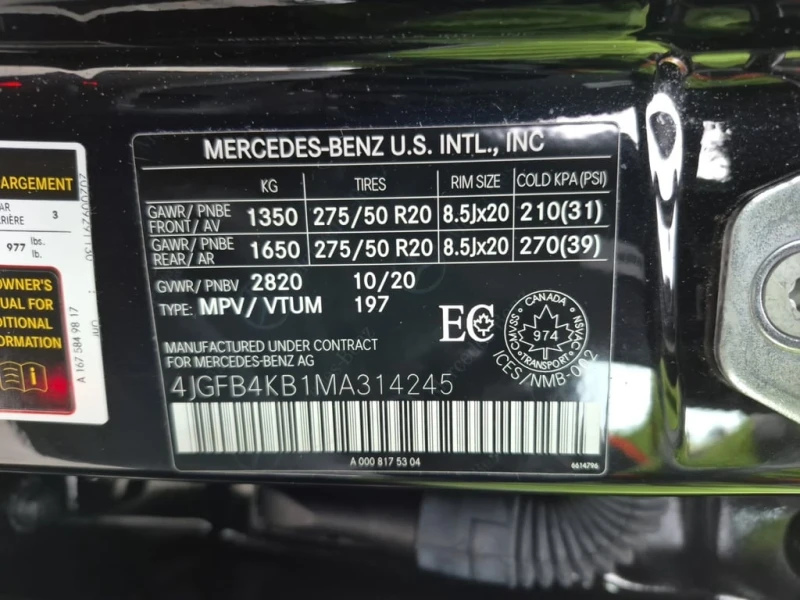 MERCEDES-BENZ U.S. INTL., INC
KG TIRES RIM SIZE COLD KPA (PSI)
GAWR/ PNBE FRONT/ AV 1350 275/50 R20 8.5Jx20 210(31)
GAWR/ PNBE REAR/ AR 1650 275/50 R20 8.5Jx20 270(39)
GVWR/ PNBV 2820 10/20
TYPE: MPV/ VTUM 197
EC
CANADA
974
TRANSPORT
ICES/NMB-002
MANUFACTURED UNDER CONTRACT
FOR MERCEDES-BENZ AG
4JGFB4KB1MA314245
A 000 817 53 04
6614796
ARGEMENT
AR
RIÈRE 3
977 lbs.
lb.
OWNER'S
UAL FOR
DITIONAL
ORMATION
A 167 584 98 17